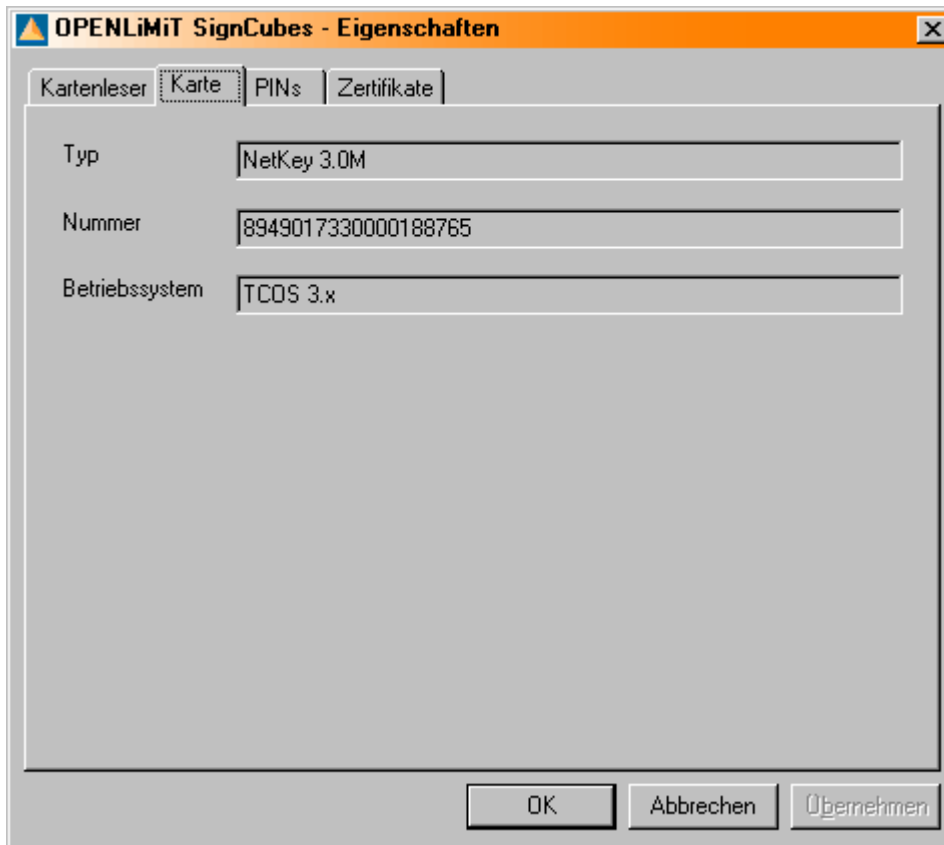 OPENLiMiT SignCubes - Eigenschaften
Kartenleser Karte PINs Zertifikate
Typ NetKey 3.0M
Nummer 8949017330000188765
Betriebssystem TCOS 3.x
OK Abbrechen Übernehmen